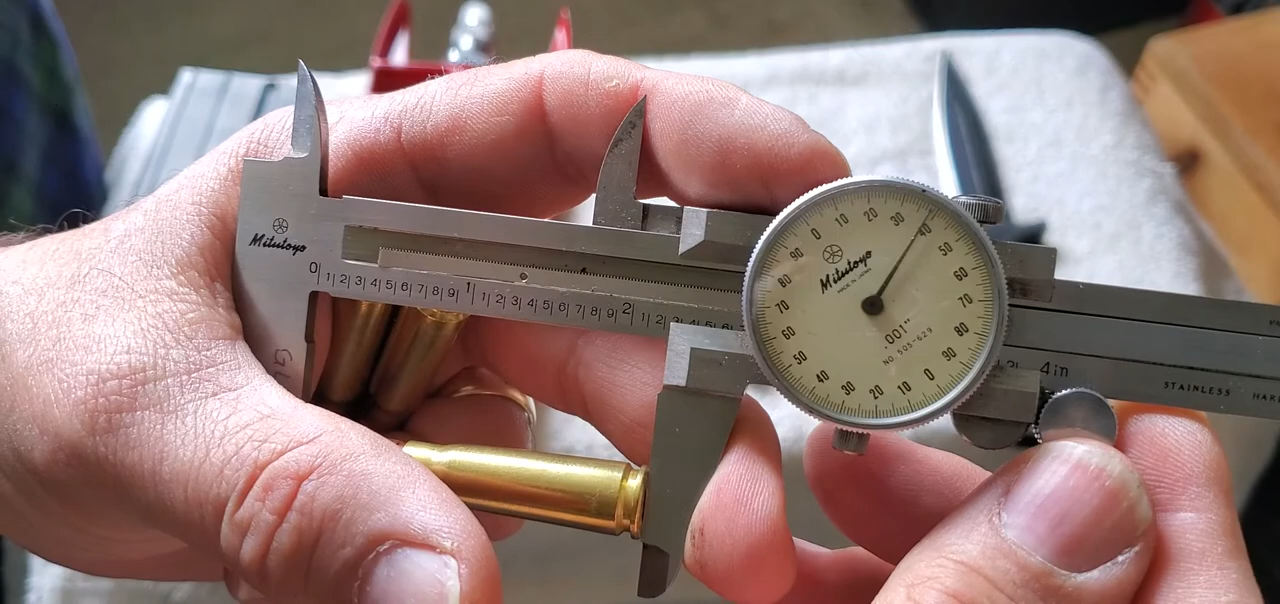 Mitutoyo
0 1 2 3 4 5 6 7 8 9 1 1 2 3 4 5 6 7 8 9 2 1 2 3 4 5 6
0 10 20 30 40 50 60 70 80 90 0 10 20 30 40 50 60 70 80 90
Mitutoyo
MADE IN JAPAN
.001"
NO. 505-629
4in
STAINLESS HAR